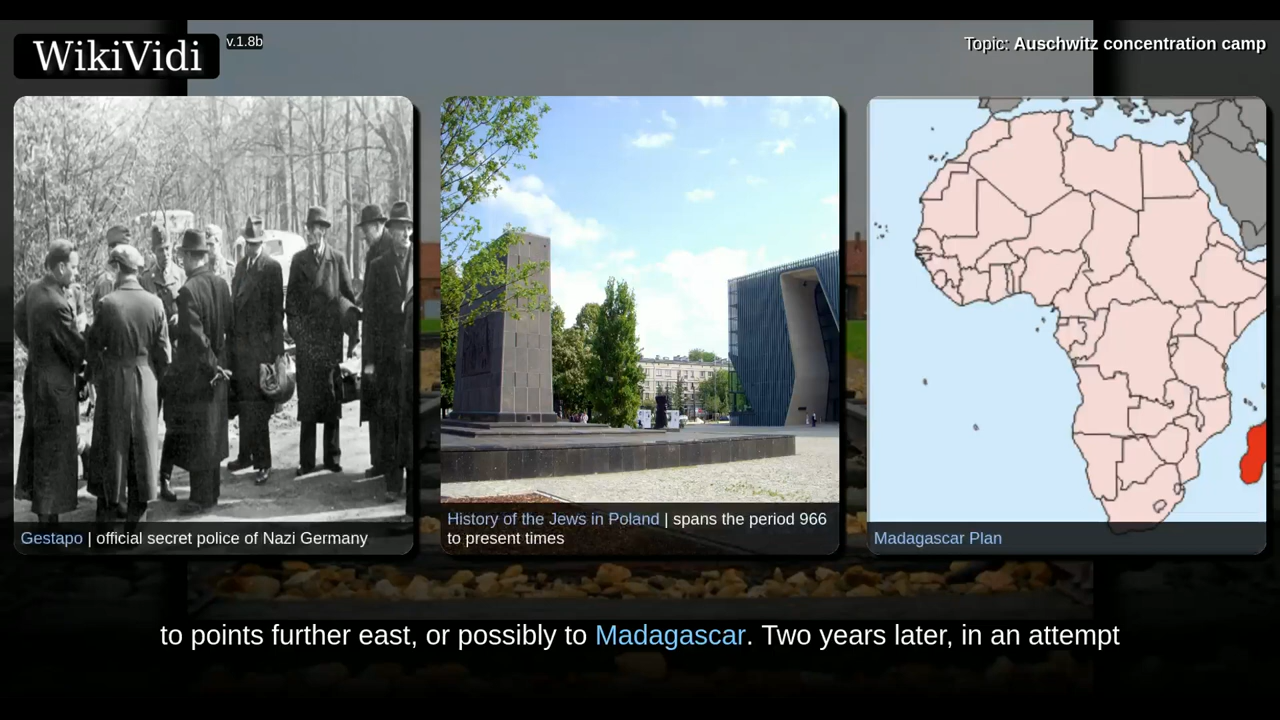 WikiVidi
v.1.8b
Topic: Auschwitz concentration camp
Gestapo | official secret police of Nazi Germany
History of the Jews in Poland | spans the period 966
to present times
Madagascar Plan
to points further east, or possibly to Madagascar. Two years later, in an attempt